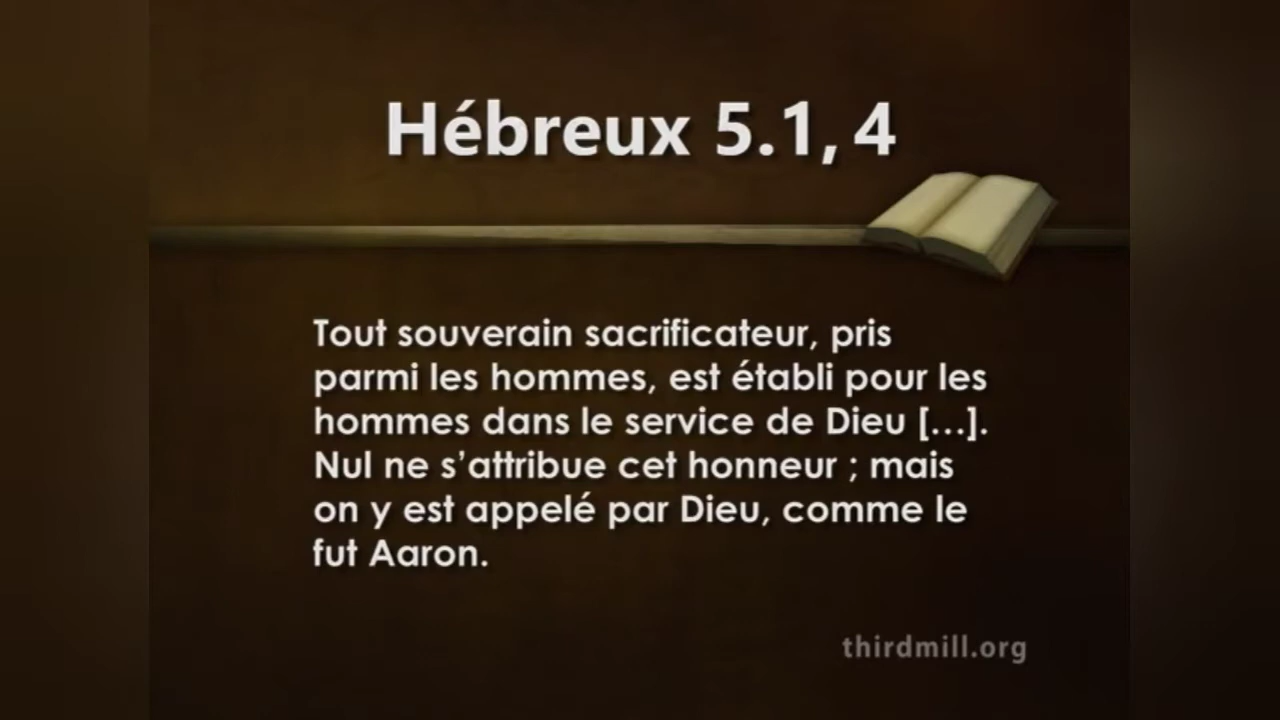 Hébreux 5.1, 4
Tout souverain sacrificateur, pris
parmi les hommes, est établi pour les
hommes dans le service de Dieu […].
Nul ne s’attribue cet honneur ; mais
on y est appelé par Dieu, comme le
fut Aaron.
thirdmill.org